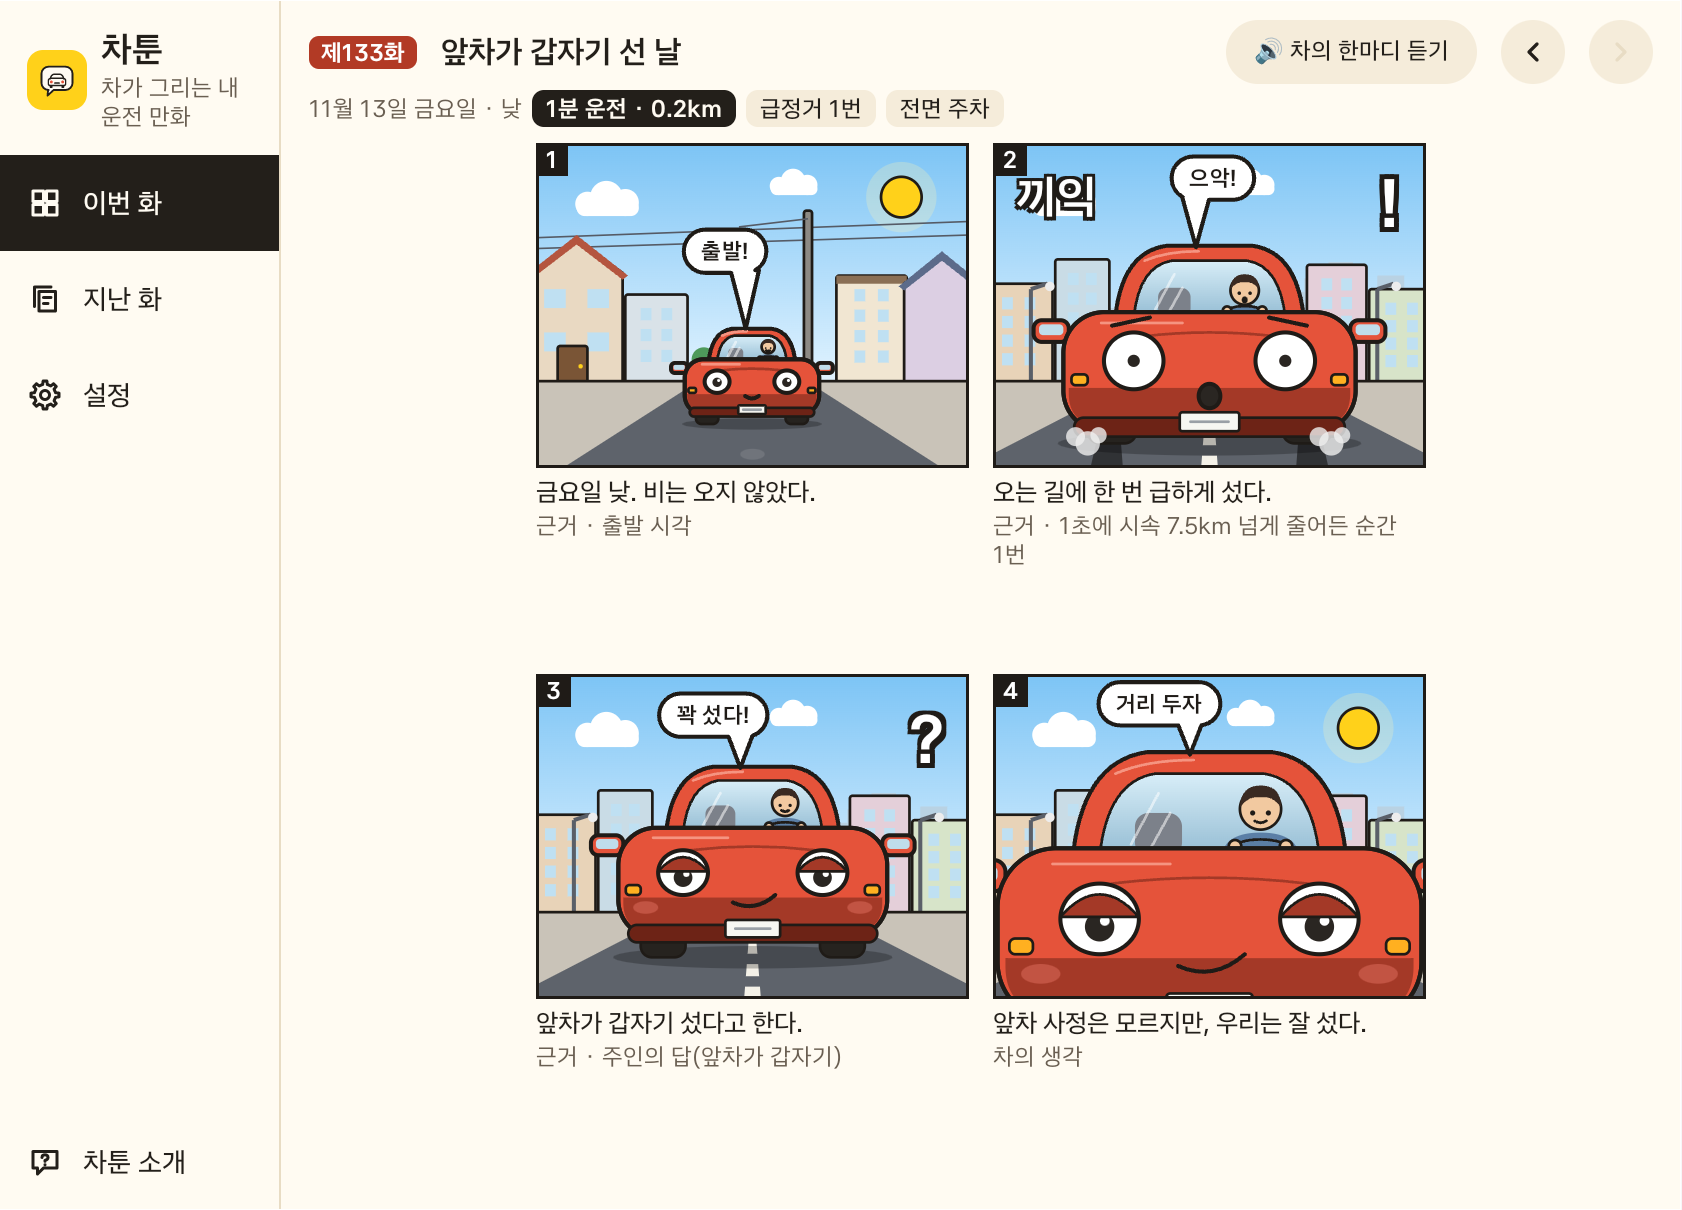 차툰
차가 그리는 내
운전 만화
이번 화
지난 화
설정
차툰 소개
제133화 앞차가 갑자기 선 날
차의 한마디 듣기
11월 13일 금요일 · 낮 1분 운전 · 0.2km 급정거 1번 전면 주차
1
출발!
금요일 낮. 비는 오지 않았다.
근거 · 출발 시각
2
끼익
으악!
!
오는 길에 한 번 급하게 섰다.
근거 · 1초에 시속 7.5km 넘게 줄어든 순간
1번
3
꽉 섰다!
?
앞차가 갑자기 섰다고 한다.
근거 · 주인의 답(앞차가 갑자기)
4
거리 두자
앞차 사정은 모르지만, 우리는 잘 섰다.
차의 생각